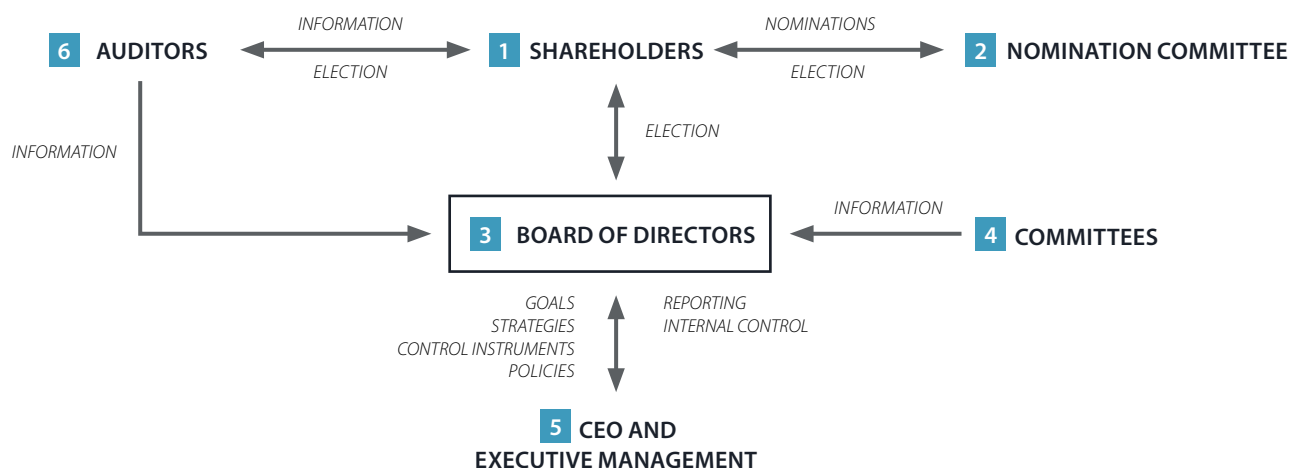 INFORMATION
NOMINATIONS
6 AUDITORS
1 SHAREHOLDERS
2 NOMINATION COMMITTEE
ELECTION
ELECTION
ELECTION
INFORMATION
INFORMATION
3 BOARD OF DIRECTORS
4 COMMITTEES
GOALS
STRATEGIES
CONTROL INSTRUMENTS
POLICIES
REPORTING
INTERNAL CONTROL
5 CEO AND
EXECUTIVE MANAGEMENT